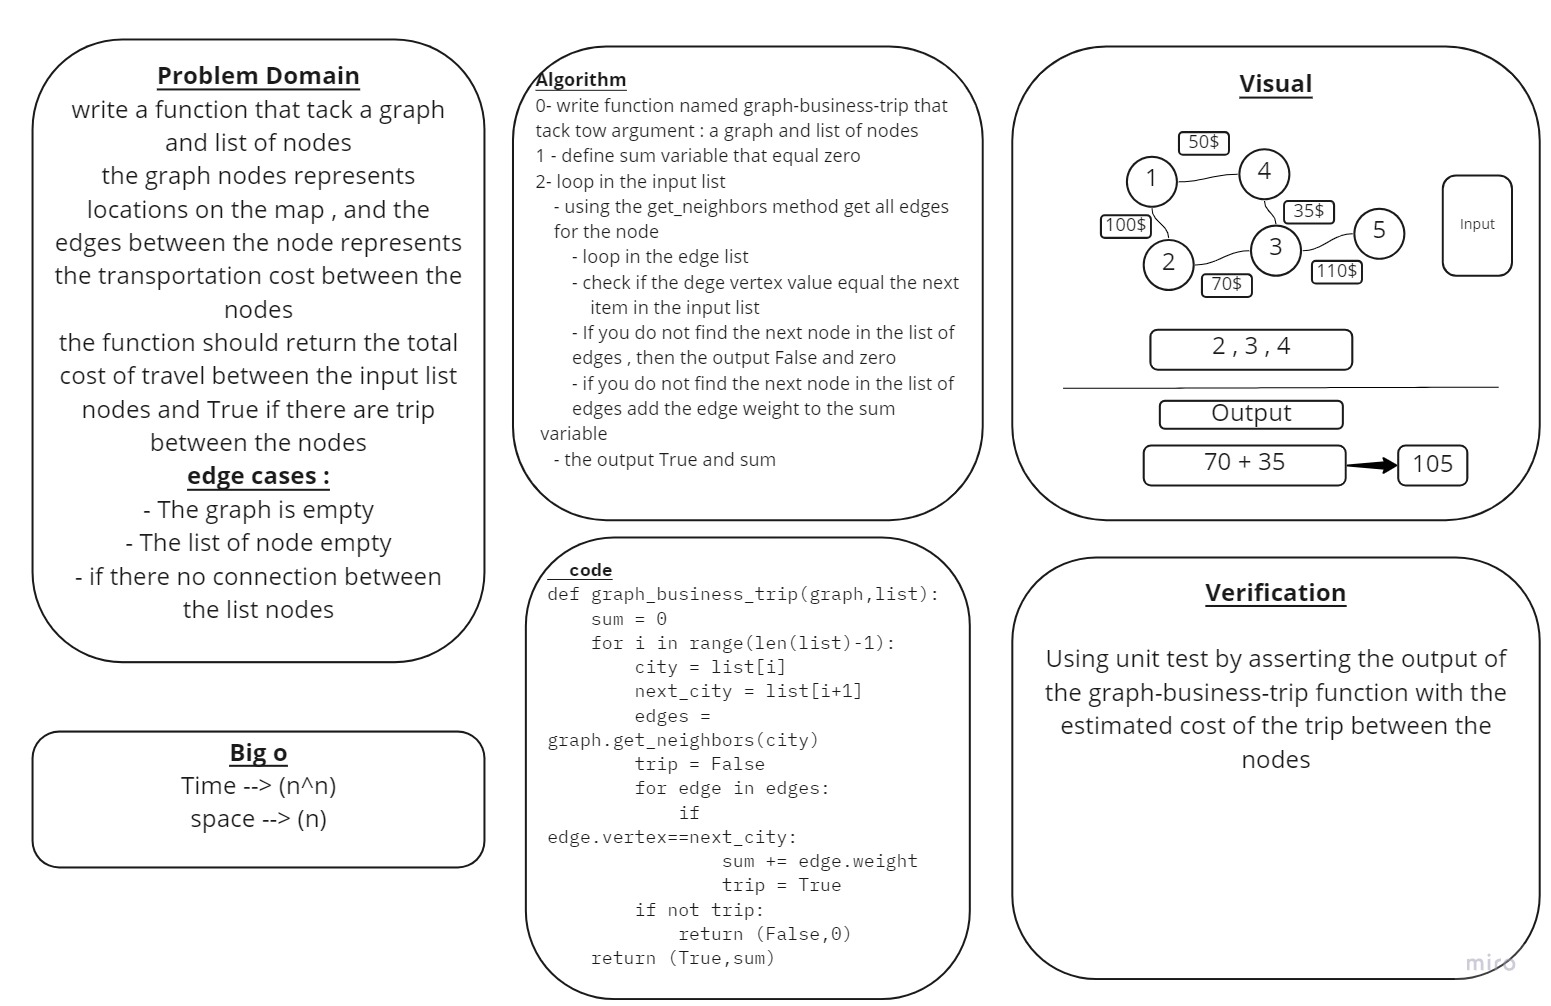 Problem Domain
write a function that tack a graph
and list of nodes
the graph nodes represents
locations on the map , and the
edges between the node represents
the transportation cost between the
nodes
the function should return the total
cost of travel between the input list
nodes and True if there are trip
between the nodes
edge cases :
- The graph is empty
- The list of node empty
- if there no connection between
the list nodes
Big o
Time --> (n^n)
space --> (n)
Algorithm
0- write function named graph-business-trip that
tack tow argument : a graph and list of nodes
1 - define sum variable that equal zero
2- loop in the input list
- using the get_neighbors method get all edges
for the node
- loop in the edge list
- check if the dege vertex value equal the next
item in the input list
- If you do not find the next node in the list of
edges , then the output False and zero
- if you do not find the next node in the list of
edges add the edge weight to the sum
variable
- the output True and sum
code
def graph_business_trip(graph,list):
    sum = 0
    for i in range(len(list)-1):
        city = list[i]
        next_city = list[i+1]
        edges =
graph.get_neighbors(city)
        trip = False
        for edge in edges:
            if
edge.vertex==next_city:
                sum += edge.weight
                trip = True
        if not trip:
            return (False,0)
    return (True,sum)
Visual
50$
1
4
35$
100$
5
3
2
110$
70$
Input
2 , 3 , 4
Output
70 + 35
105
Verification
Using unit test by asserting the output of
the graph-business-trip function with the
estimated cost of the trip between the
nodes
miro